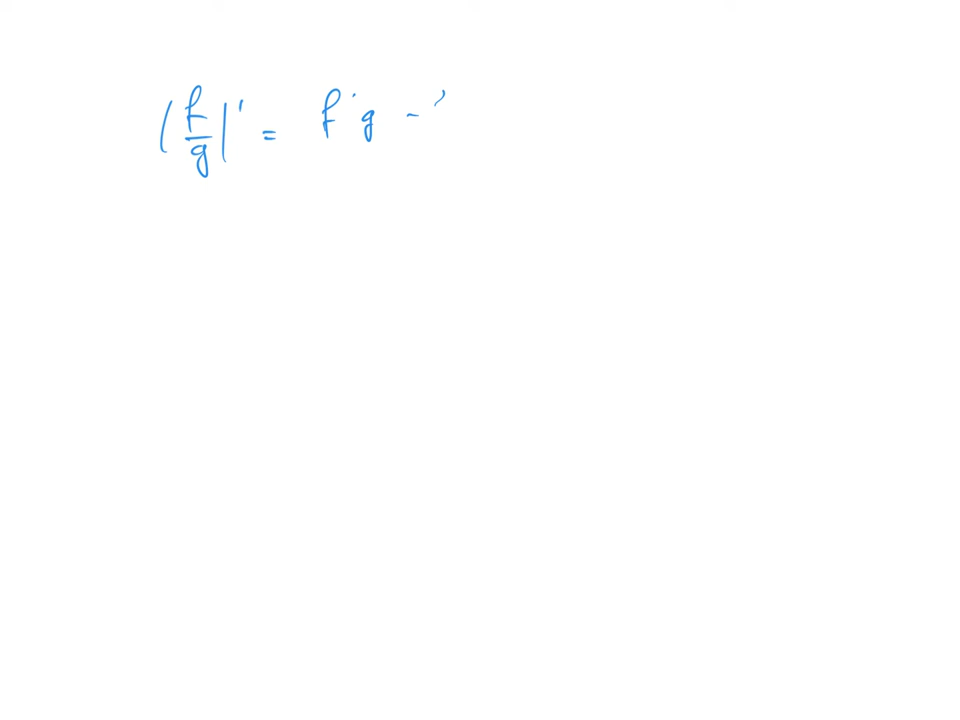 (f/g)' = f'g -